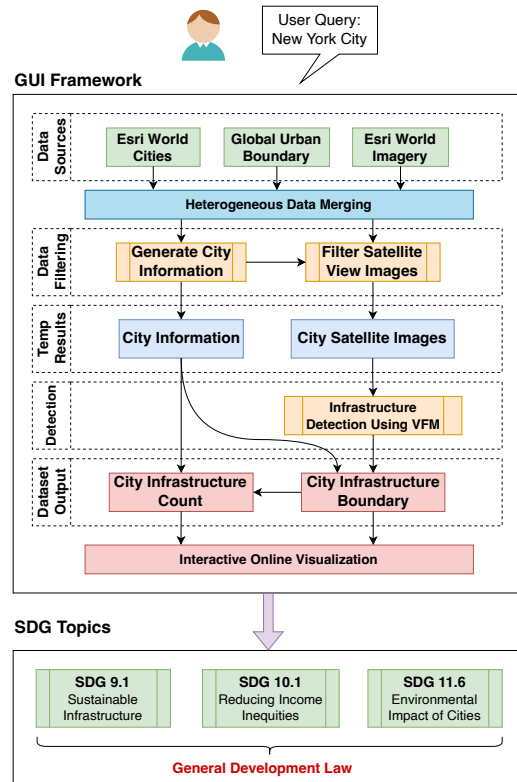 User Query:
New York City
GUI Framework
Data
Sources
Esri World
Cities
Global Urban
Boundary
Esri World
Imagery
Heterogeneous Data Merging
Data
Filtering
Generate City
Information
Filter Satellite
View Images
Temp
Results
City Information
City Satellite Images
Detection
Infrastructure
Detection Using VFM
Dataset
Output
City Infrastructure
Count
City Infrastructure
Boundary
Interactive Online Visualization
SDG Topics
SDG 9.1
Sustainable
Infrastructure
SDG 10.1
Reducing Income
Inequities
SDG 11.6
Environmental
Impact of Cities
General Development Law